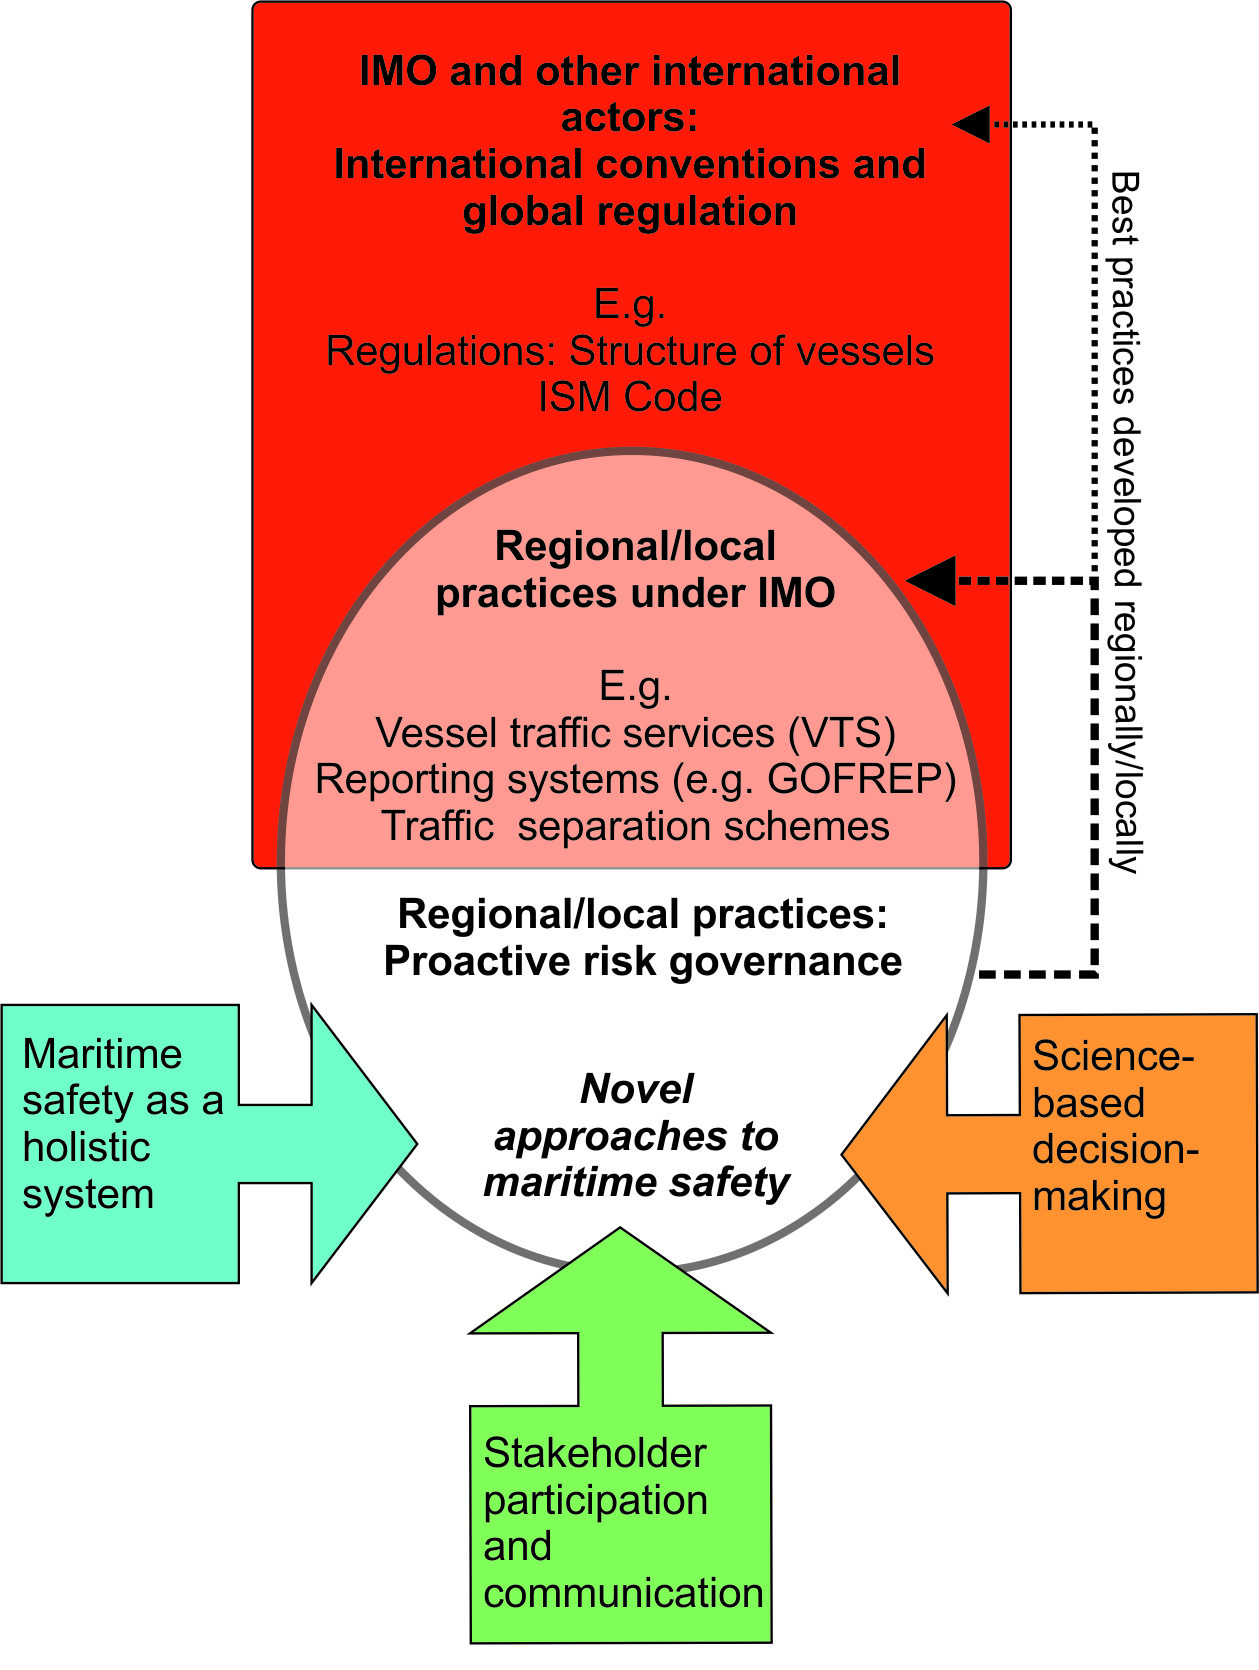 IMO and other international
actors:
International conventions and
global regulation
E.g.
Regulations: Structure of vessels
ISM Code
Best practices developed regionally/locally
Regional/local
practices under IMO
E.g.
Vessel traffic services (VTS)
Reporting systems (e.g. GOFREP)
Traffic  separation schemes
Regional/local practices:
Proactive risk governance
Novel
approaches to
maritime safety
Maritime
safety as a
holistic
system
Science-
based
decision-
making
Stakeholder
participation
and
communication